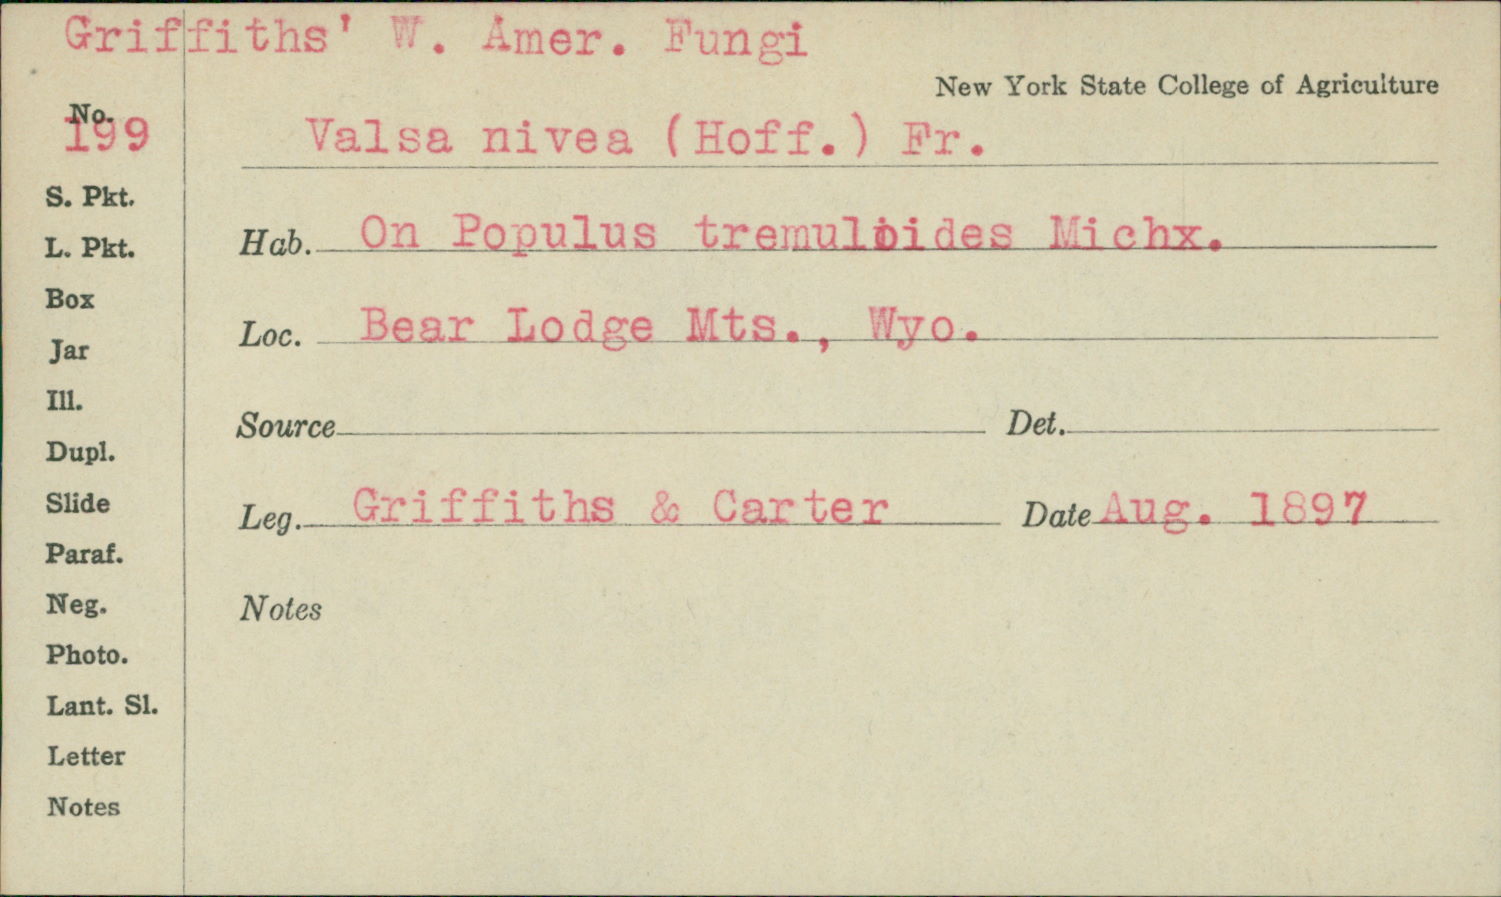 Griffiths' W. Amer. Fungi
New York State College of Agriculture
No. 199
Valsa nivea (Hoff.) Fr.
S. Pkt.
Hab. On Populus tremuloides Michx.
L. Pkt.
Box
Loc. Bear Lodge Mts., Wyo.
Jar
Ill.
Source Det.
Dupl.
Slide
Leg. Griffiths & Carter Date Aug. 1897
Paraf.
Neg.
Notes
Photo.
Lant. Sl.
Letter
Notes